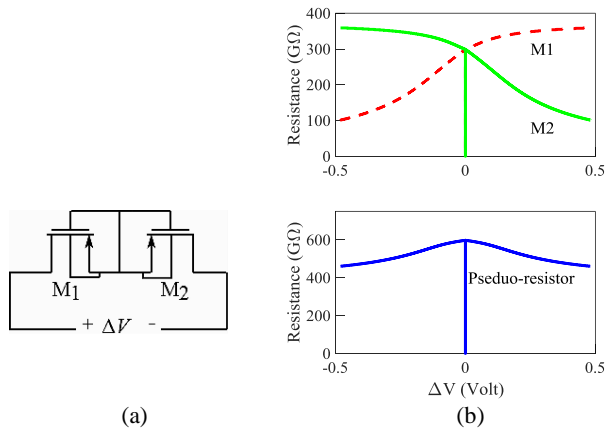 M1
M2
+ ΔV -
(a)
Resistance (GΩ)
400
300
200
100
0
M1
M2
-0.5
0
0.5
Resistance (GΩ)
600
400
200
0
Pseduo-resistor
-0.5
0
0.5
ΔV (Volt)
(b)